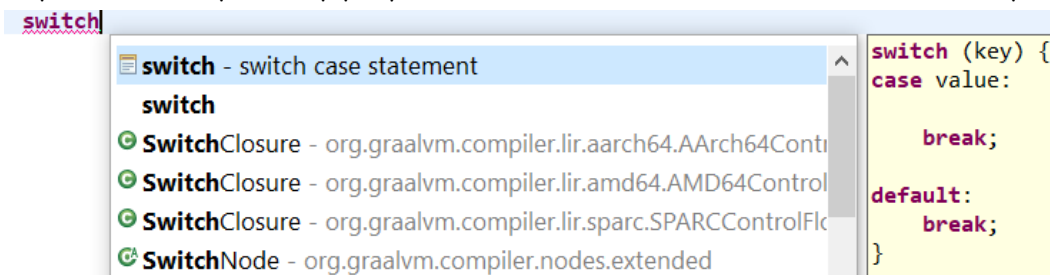 switch
switch - switch case statement
switch
SwitchClosure - org.graalvm.compiler.lir.aarch64.AArch64Contr
SwitchClosure - org.graalvm.compiler.lir.amd64.AMD64Control
SwitchClosure - org.graalvm.compiler.lir.sparc.SPARCControlFlo
SwitchNode - org.graalvm.compiler.nodes.extended
switch (key) {
case value:
break;
default:
break;
}